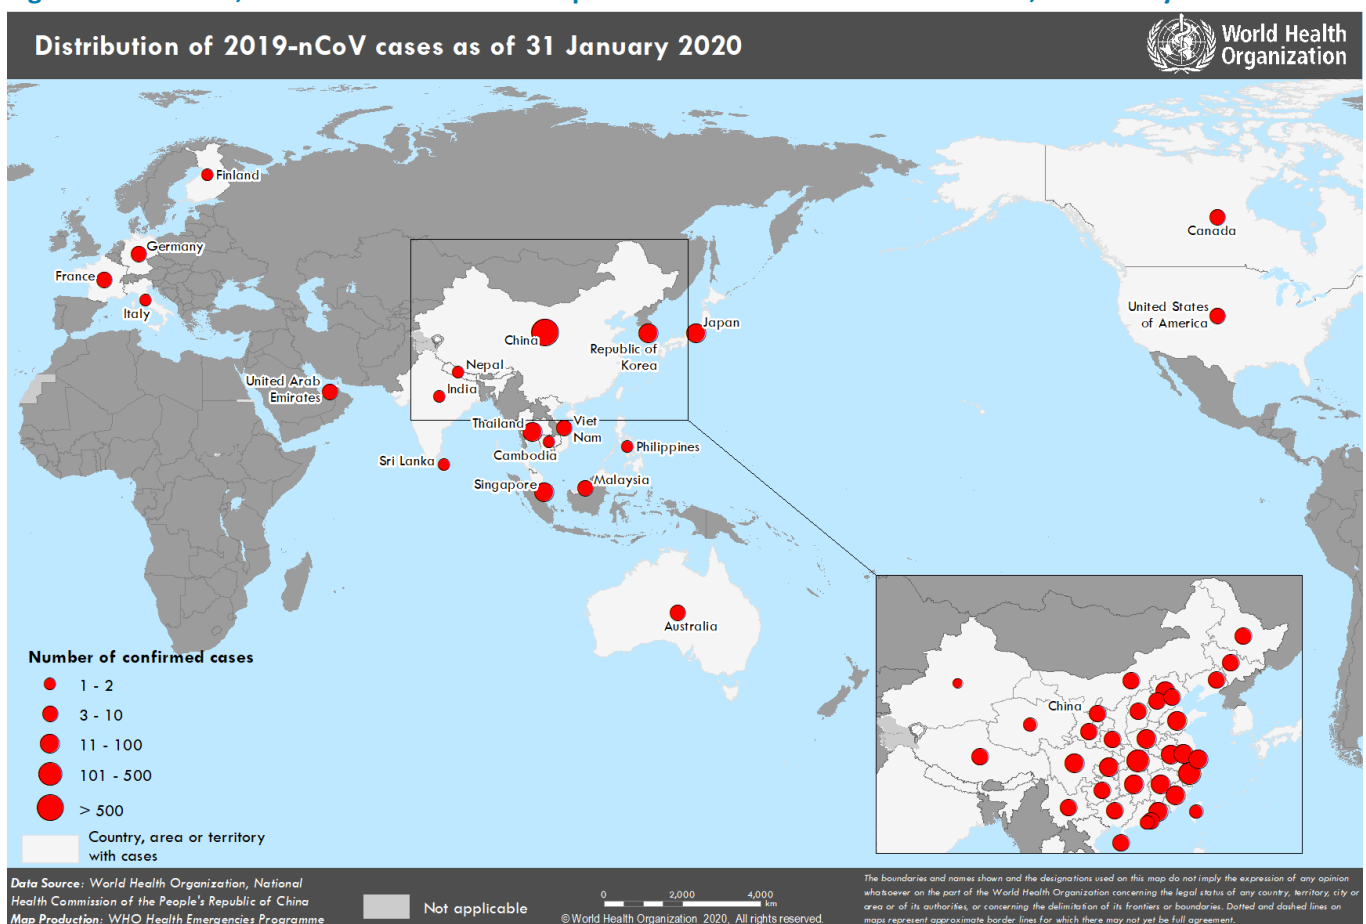 Distribution of 2019-nCoV cases as of 31 January 2020
World Health
Organization
Finland
Germany
France
Italy
Canada
United States
of America
China
Republic of
Korea
Japan
Nepal
India
United Arab
Emirates
Thailand
Viet
Nam
Cambodia
Philippines
Sri Lanka
Singapore
Malaysia
Australia
China
Number of confirmed cases
1 - 2
3 - 10
11 - 100
101 - 500
> 500
Country, area or territory
with cases
Data Source: World Health Organization, National
Health Commission of the People's Republic of China
Map Production: WHO Health Emergencies Programme
Not applicable
0 2,000 4,000
km
© World Health Organization 2020. All rights reserved.
The boundaries and names shown and the designations used on this map do not imply the expression of any opinion
whatsoever on the part of the World Health Organization concerning the legal status of any country, territory, city or
area or of its authorities, or concerning the delimitation of its frontiers or boundaries. Dotted and dashed lines on
maps represent approximate border lines for which there may not yet be full agreement.